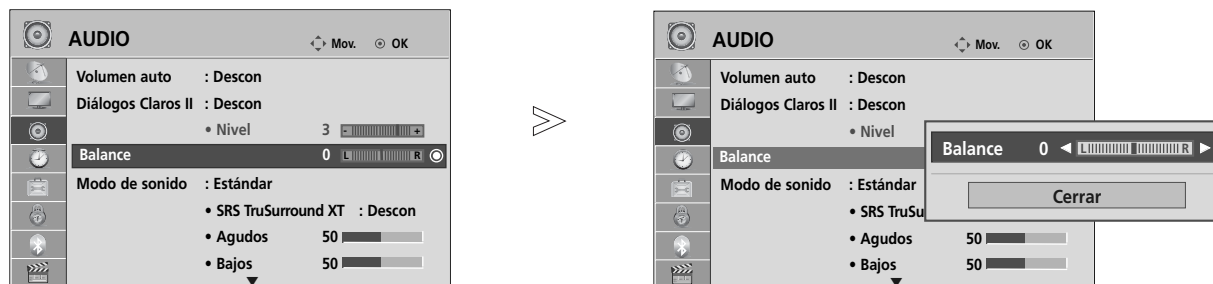 AUDIO Mov. OK
Volumen auto : Descon
Diálogos Claros II : Descon
• Nivel 3 - +
Balance 0 L R
Modo de sonido : Estándar
• SRS TruSurround XT : Descon
• Agudos 50
• Bajos 50
AUDIO Mov. OK
Volumen auto : Descon
Diálogos Claros II : Descon
• Nivel
Balance
Modo de sonido : Estándar
• SRS TruSu
• Agudos 50
• Bajos 50
Balance 0 L R
Cerrar